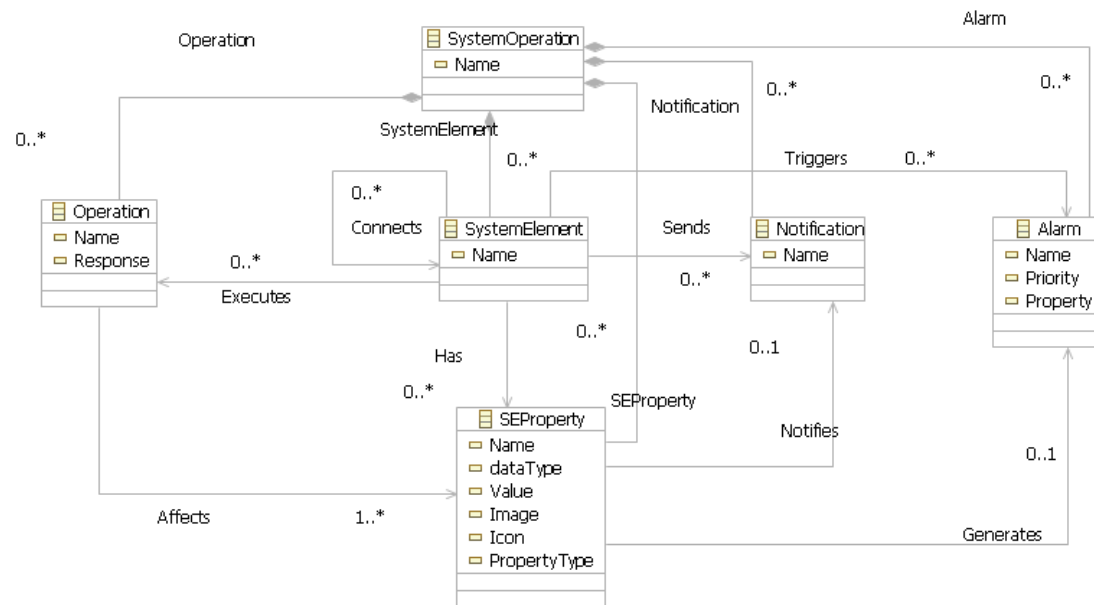 Alarm
Operation
SystemOperation
Name
0..*
0..*
Notification
SystemElement
0..*
0..*
Triggers
0..*
0..*
Operation
Name
Response
Connects
SystemElement
Name
Sends
Notification
Name
Alarm
Name
Priority
Property
0..*
Executes
0..*
0..*
Has
0..1
0..*
SEProperty
SEProperty
Name
dataType
Value
Image
Icon
PropertyType
Notifies
0..1
Affects
1..*
Generates